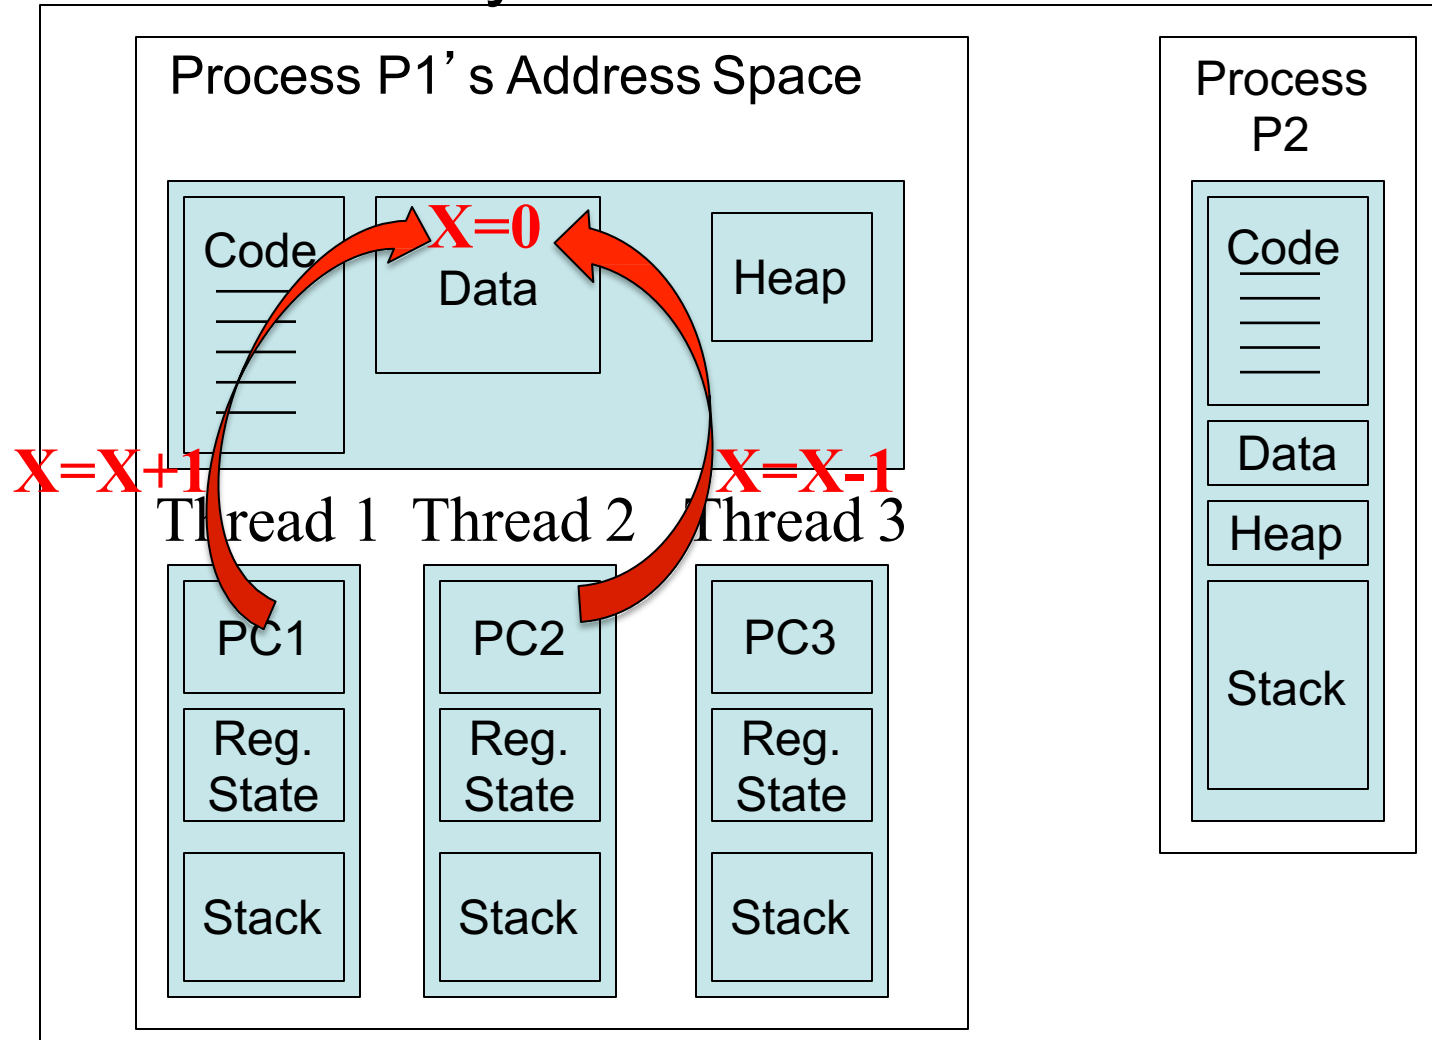 Process P1’s Address Space
Code
X=0
Data
Heap
X=X+1
X=X-1
Thread 1
Thread 2
Thread 3
PC1
Reg.
State
Stack
PC2
Reg.
State
Stack
PC3
Reg.
State
Stack
Process
P2
Code
Data
Heap
Stack